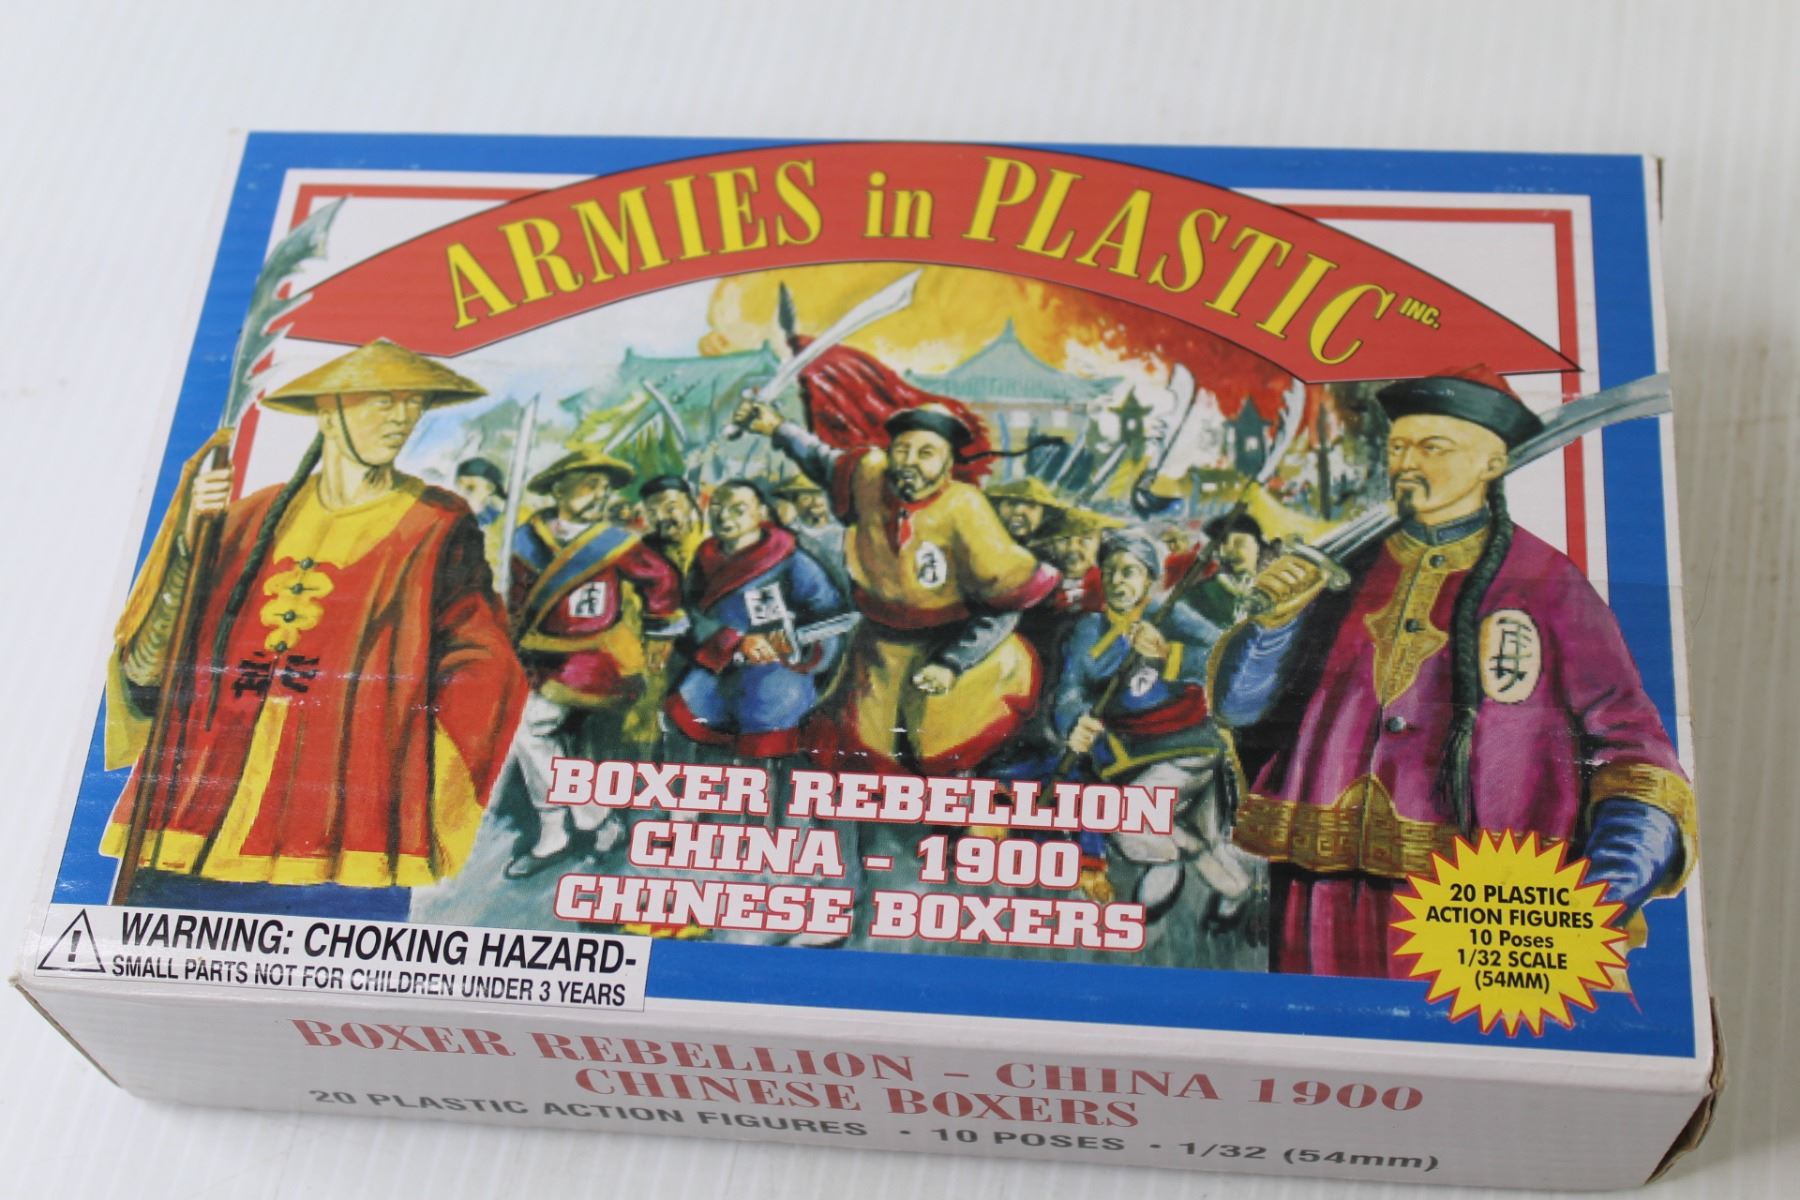 ARMIES in PLASTIC INC.
BOXER REBELLION
CHINA - 1900
CHINESE BOXERS
20 PLASTIC
ACTION FIGURES
10 Poses
1/32 SCALE
(54MM)
WARNING: CHOKING HAZARD-
SMALL PARTS NOT FOR CHILDREN UNDER 3 YEARS
BOXER REBELLION - CHINA 1900
CHINESE BOXERS
20 PLASTIC ACTION FIGURES • 10 POSES • 1/32 (54mm)